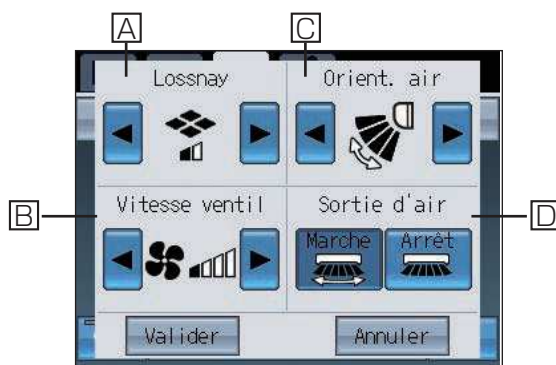 A
C
Lossnay
Orient. air
B
Vitesse ventil
Sortie d'air
D
Marche
Arrêt
Valider
Annuler